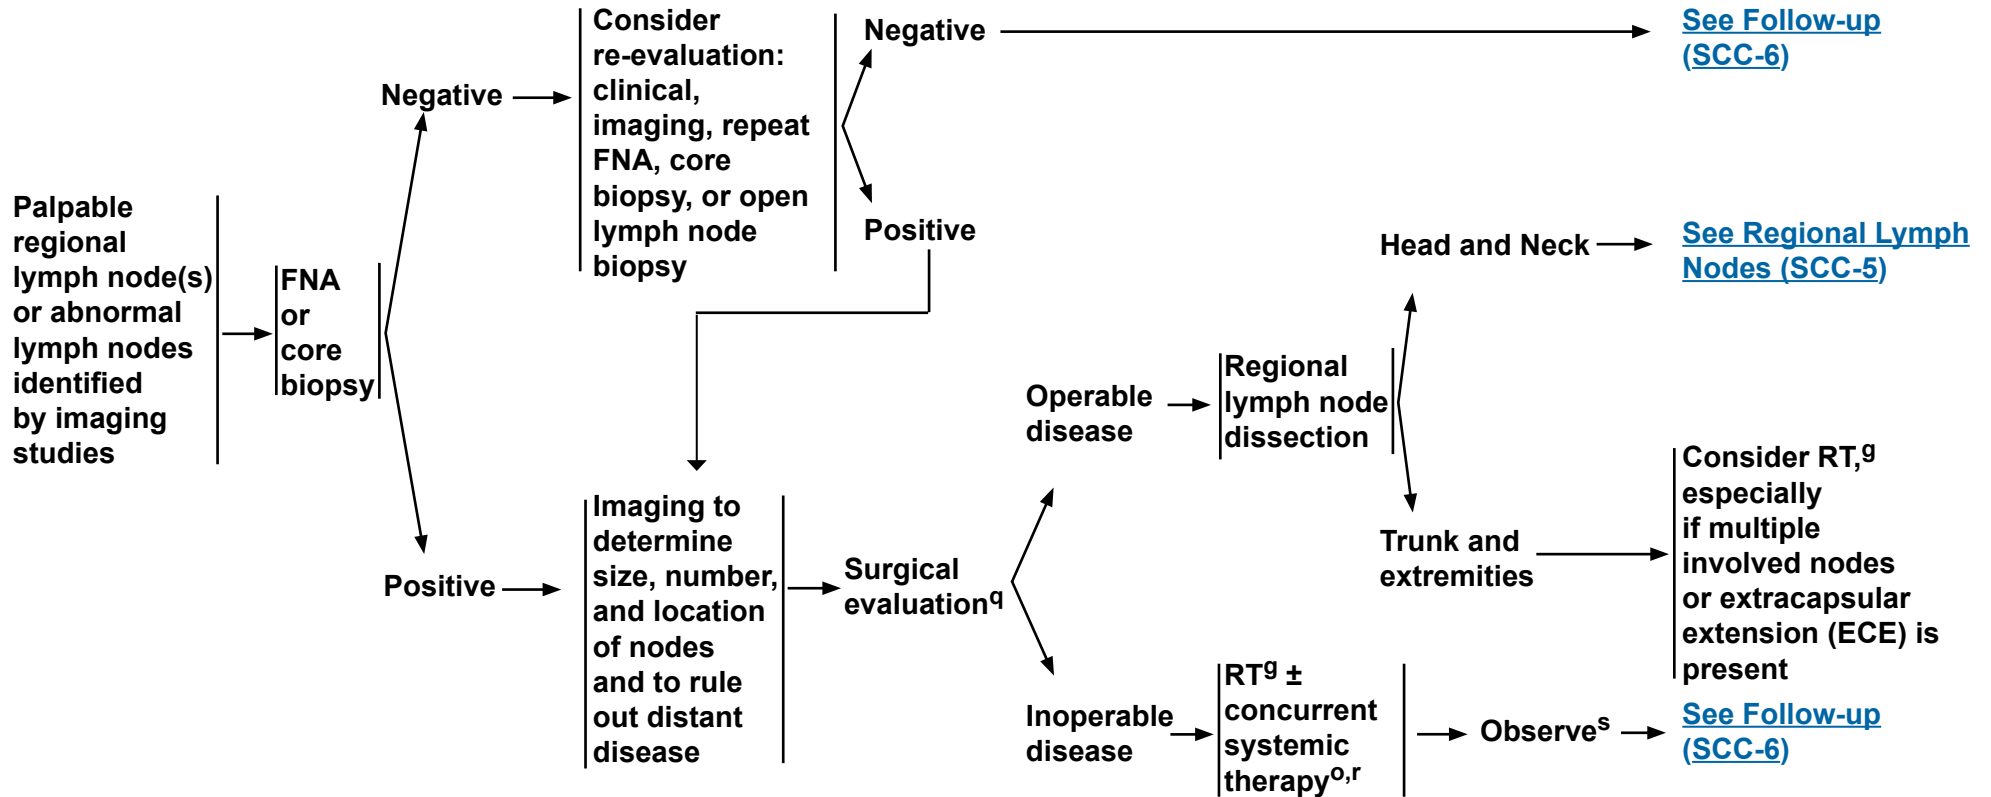 Palpable
regional
lymph node(s)
or abnormal
lymph nodes
identified
by imaging
studies
FNA
or
core
biopsy
Negative
Consider
re-evaluation:
clinical,
imaging, repeat
FNA, core
biopsy, or open
lymph node
biopsy
Negative
See Follow-up
(SCC-6)
Positive
Positive
Imaging to
determine
size, number,
and location
of nodes
and to rule
out distant
disease
Surgical
evaluationq
Operable
disease
Regional
lymph node
dissection
Head and Neck
See Regional Lymph
Nodes (SCC-5)
Trunk and
extremities
Consider RT,g
especially
if multiple
involved nodes
or extracapsular
extension (ECE) is
present
Inoperable
disease
RTg ±
concurrent
systemic
therapyo,r
Observes
See Follow-up
(SCC-6)